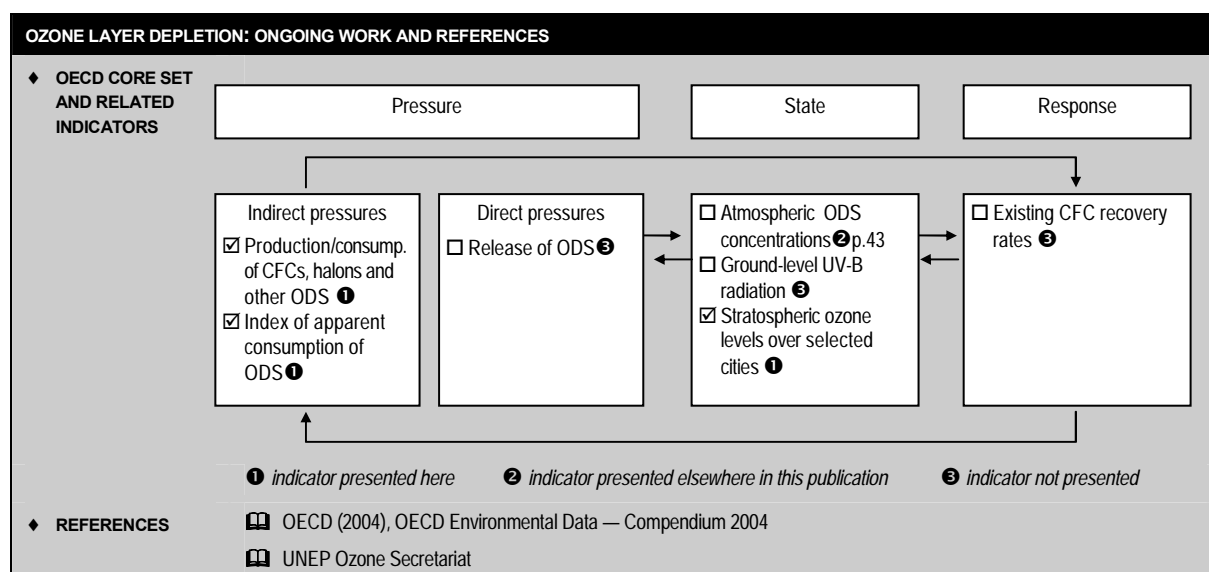 OZONE LAYER DEPLETION: ONGOING WORK AND REFERENCES
♦ OECD CORE SET
AND RELATED
INDICATORS
Pressure
State
Response
Indirect pressures
☑ Production/consump.
of CFCs, halons and
other ODS ❶
☑ Index of apparent
consumption of
ODS❶
Direct pressures
☐ Release of ODS❸
☐ Atmospheric ODS
concentrations❷p.43
☐ Ground-level UV-B
radiation ❸
☑ Stratospheric ozone
levels over selected
cities ❶
☐ Existing CFC recovery
rates ❸
❶ indicator presented here ❷ indicator presented elsewhere in this publication ❸ indicator not presented
♦ REFERENCES
🕮 OECD (2004), OECD Environmental Data — Compendium 2004
🕮 UNEP Ozone Secretariat